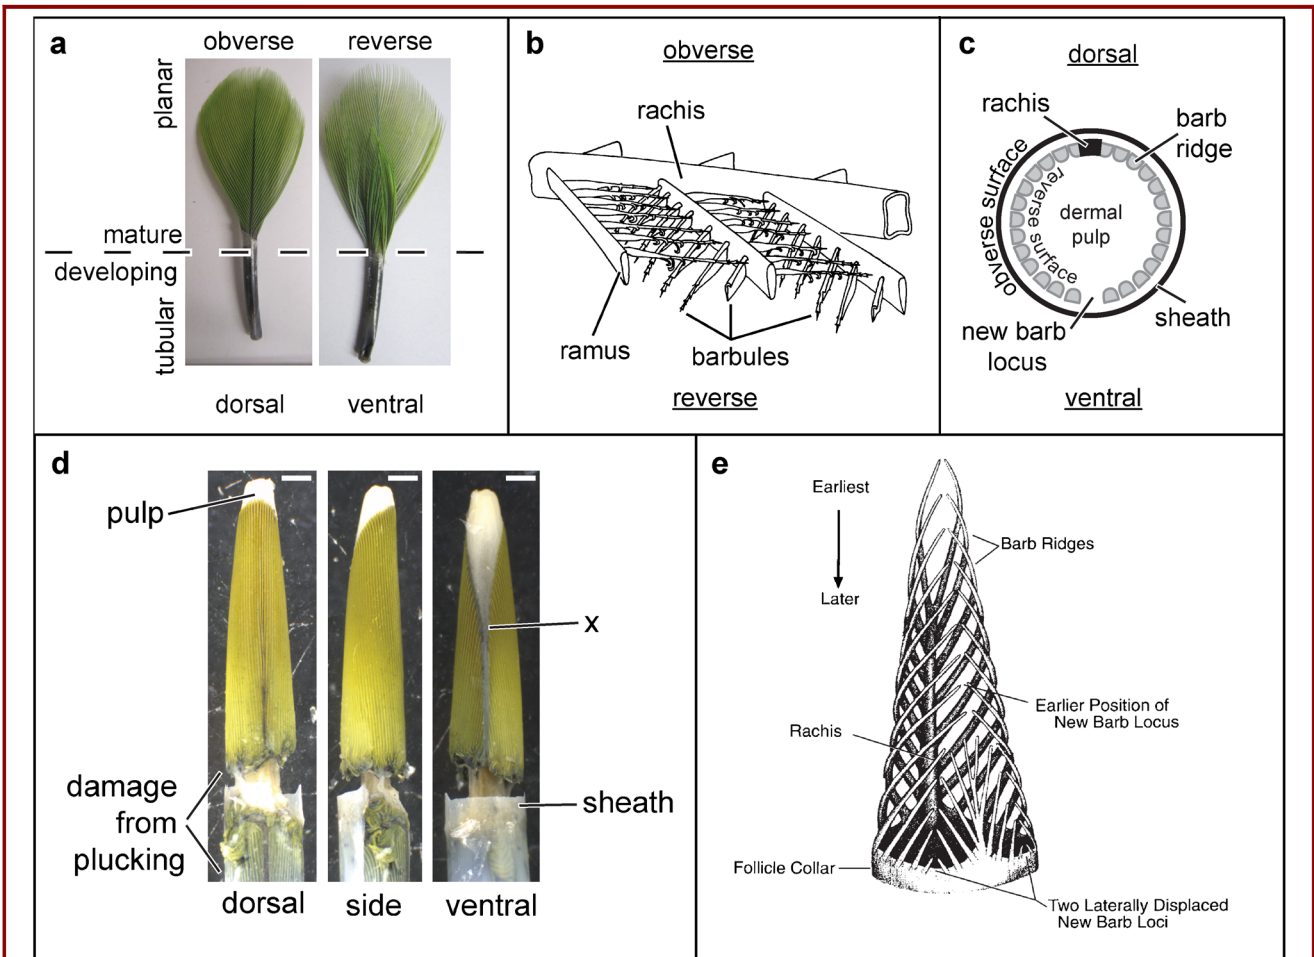 a
obverse
reverse
planar
mature
developing
tubular
dorsal
ventral
b
obverse
rachis
ramus
barbules
reverse
c
dorsal
rachis
barb
ridge
obverse surface
reverse surface
dermal
pulp
new barb
locus
sheath
ventral
d
pulp
x
damage
from
plucking
sheath
dorsal
side
ventral
e
Earliest
Later
Barb Ridges
Earlier Position of
New Barb Locus
Rachis
Follicle Collar
Two Laterally Displaced
New Barb Loci